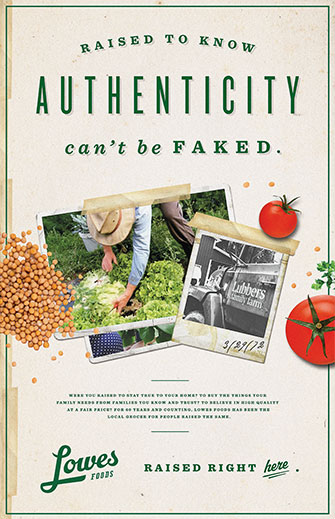 RAISED TO KNOW
AUTHENTICITY
can't be FAKED.
Lubbers
family farm
3/29/72
WERE YOU RAISED TO STAY TRUE TO YOUR ROOTS? TO BUY THE THINGS YOUR
FAMILY NEEDS FROM FAMILIES YOU KNOW AND TRUST? TO BELIEVE IN HIGH QUALITY
AT A FAIR PRICE? FOR 60 YEARS AND COUNTING, LOWES FOODS HAS BEEN THE
LOCAL GROCER FOR PEOPLE RAISED THE SAME.
Lowes
FOODS
RAISED RIGHT here.